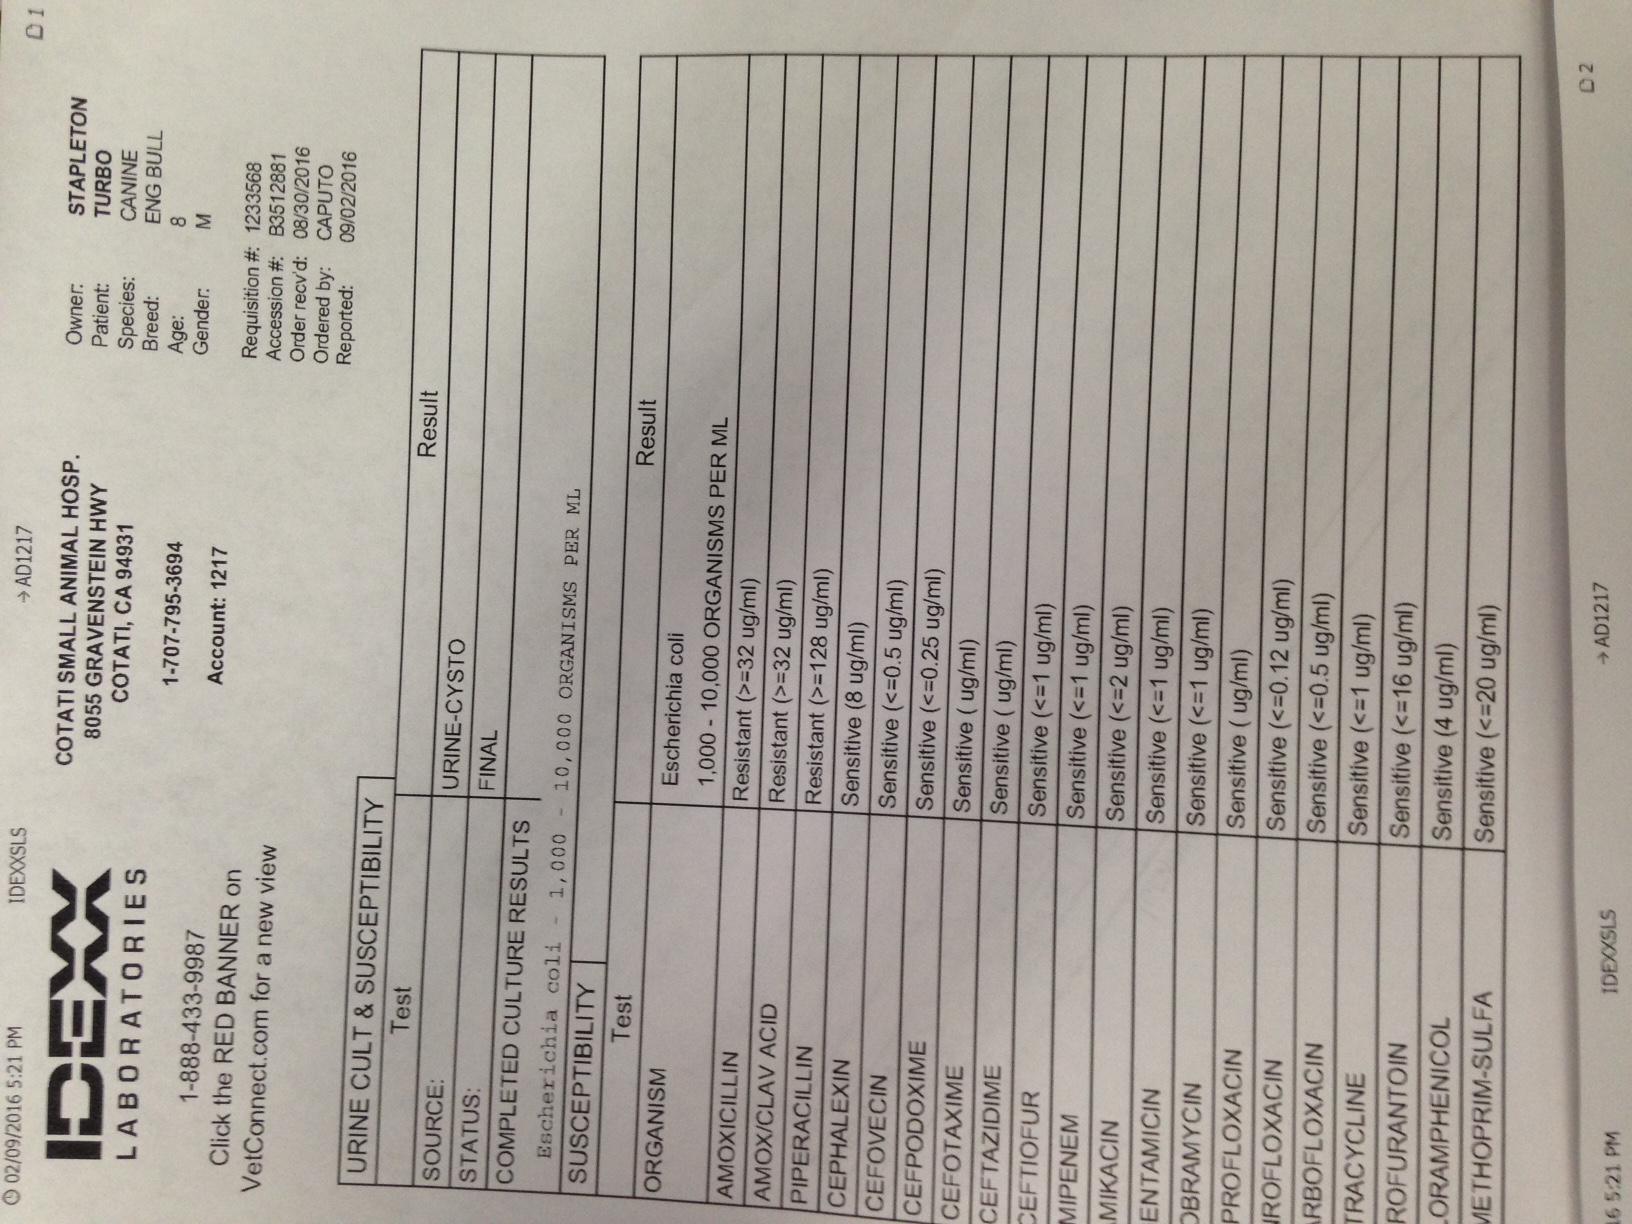 02/09/2016 5:21 PM IDEXXSLS →AD1217 1
IDEXX
LABORATORIES
1-888-433-9987
Click the RED BANNER on
VetConnect.com for a new view
COTATI SMALL ANIMAL HOSP.
8055 GRAVENSTEIN HWY
COTATI, CA 94931
1-707-795-3694
Account: 1217
Owner: STAPLETON
Patient: TURBO
Species: CANINE
Breed: ENG BULL
Age: 8
Gender: M
Requisition #: 1233568
Accession #: B3512881
Order recv'd: 08/30/2016
Ordered by: CAPUTO
Reported: 09/02/2016
URINE CULT & SUSCEPTIBILITY
Test Result
SOURCE: URINE-CYSTO
STATUS: FINAL
COMPLETED CULTURE RESULTS
Escherichia coli - 1,000 - 10,000 ORGANISMS PER ML
SUSCEPTIBILITY
Test Result
ORGANISM Escherichia coli
1,000 - 10,000 ORGANISMS PER ML
AMOXICILLIN Resistant (>=32 ug/ml)
AMOX/CLAV ACID Resistant (>=32 ug/ml)
PIPERACILLIN Resistant (>=128 ug/ml)
CEPHALEXIN Sensitive (8 ug/ml)
CEFOVECIN Sensitive (<=0.5 ug/ml)
CEFPODOXIME Sensitive (<=0.25 ug/ml)
CEFOTAXIME Sensitive ( ug/ml)
CEFTAZIDIME Sensitive ( ug/ml)
CEFTIOFUR Sensitive (<=1 ug/ml)
MIPENEM Sensitive (<=1 ug/ml)
MIKACIN Sensitive (<=2 ug/ml)
ENTAMICIN Sensitive (<=1 ug/ml)
OBRAMYCIN Sensitive (<=1 ug/ml)
PROFLOXACIN Sensitive ( ug/ml)
ROFLOXACIN Sensitive (<=0.12 ug/ml)
ARBOFLOXACIN Sensitive (<=0.5 ug/ml)
TRACYCLINE Sensitive (<=1 ug/ml)
ROFURANTOIN Sensitive (<=16 ug/ml)
LORAMPHENICOL Sensitive (4 ug/ml)
METHOPRIM-SULFA Sensitive (<=20 ug/ml)
16 5:21 PM IDEXXSLS →AD1217 2